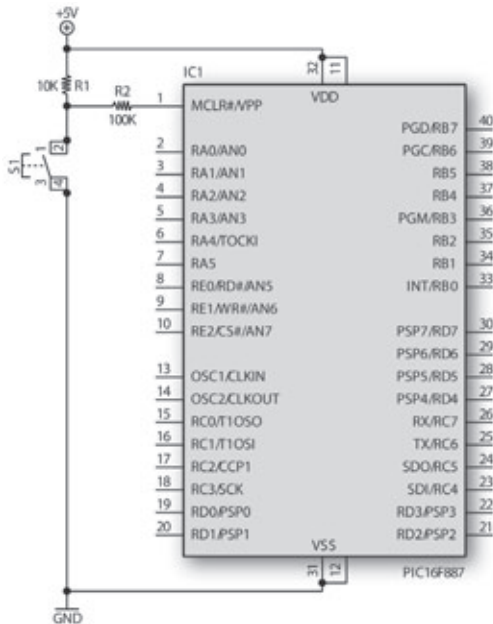 +5V
10K
R1
R2
100K
S1
1
2
3
4
GND
IC1
32
11
VDD
1 MCLR#/VPP
2 RA0/AN0
3 RA1/AN1
4 RA2/AN2
5 RA3/AN3
6 RA4/TOCKI
7 RA5
8 RE0/RD#/AN5
9 RE1/WR#/AN6
10 RE2/CS#/AN7
13 OSC1/CLKIN
14 OSC2/CLKOUT
15 RC0/T1OSO
16 RC1/T1OSI
17 RC2/CCP1
18 RC3/SCK
19 RD0/PSP0
20 RD1/PSP1
PGD/RB7 40
PGC/RB6 39
RB5 38
RB4 37
PGM/RB3 36
RB2 35
RB1 34
INT/RB0 33
PSP7/RD7 30
PSP6/RD6 29
PSP5/RD5 28
PSP4/RD4 27
RX/RC7 26
TX/RC6 25
SDO/RC5 24
SDI/RC4 23
RD3/PSP3 22
RD2/PSP2 21
VSS
31
12
PIC16F887